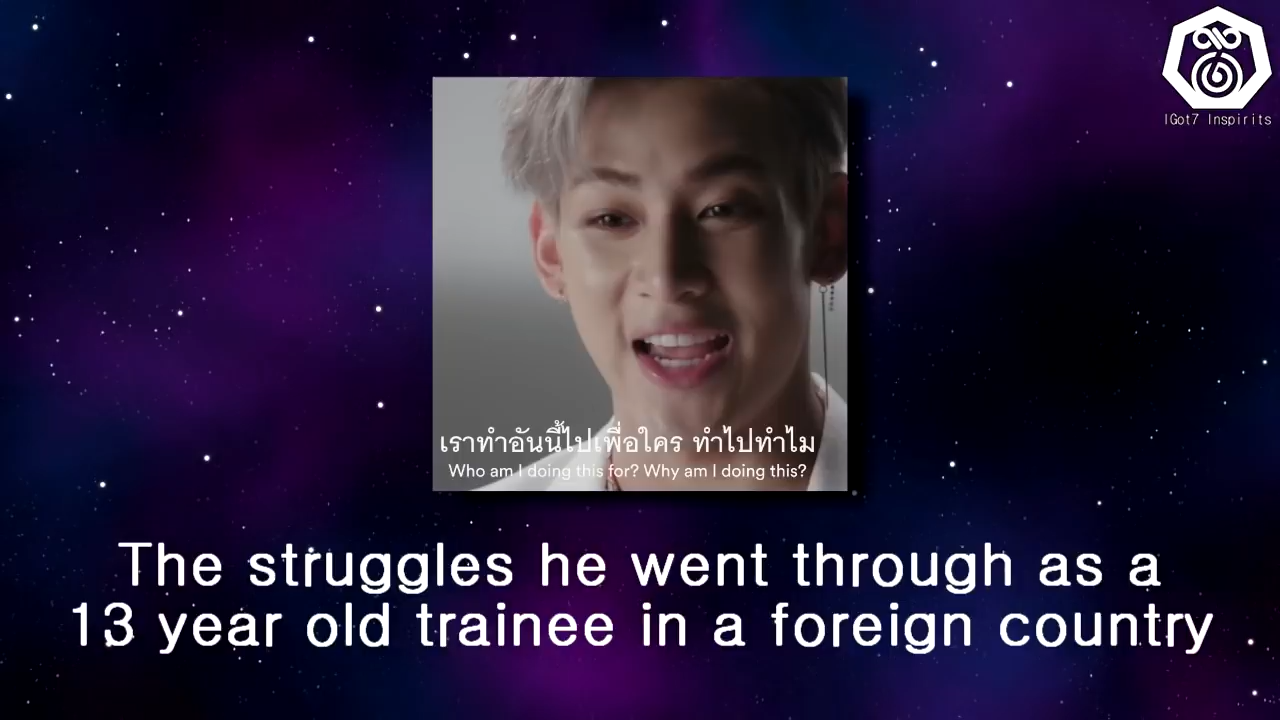 IGot7 Inspirits
เราทำอันนี้ไปเพื่อใคร ทำไปทำไม
Who am I doing this for? Why am I doing this?
The struggles he went through as a
13 year old trainee in a foreign country